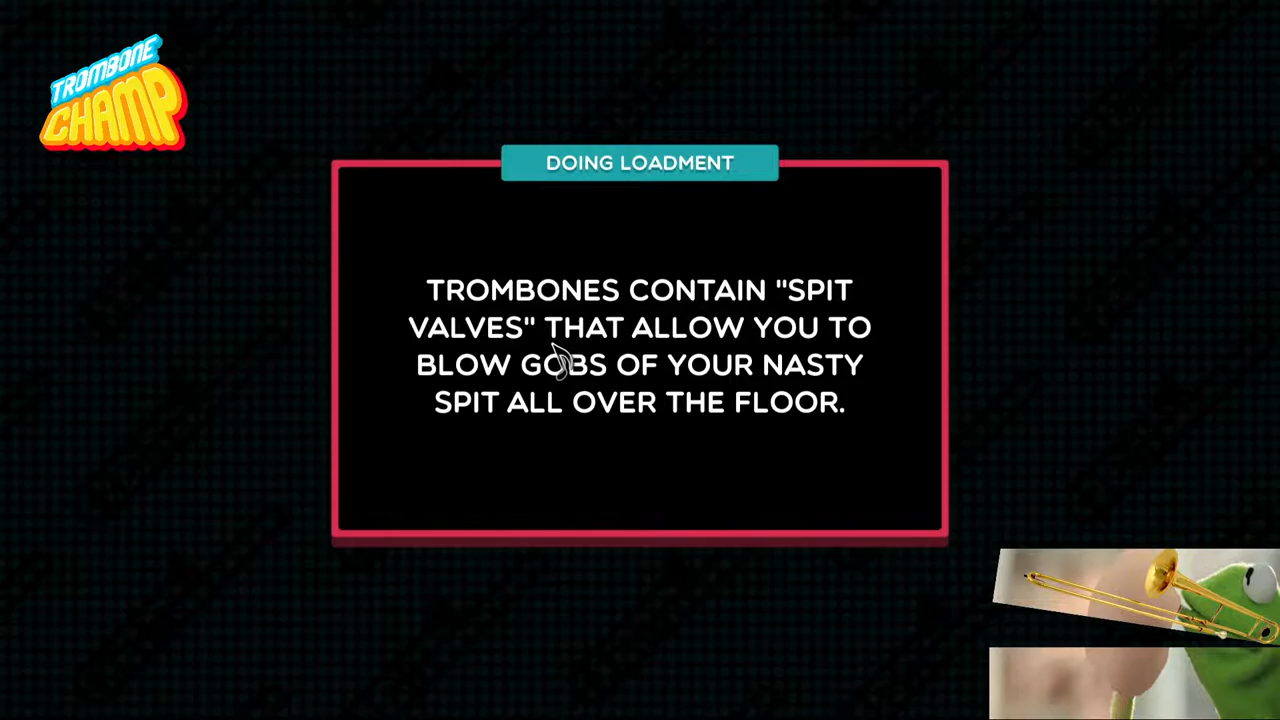 TROMBONE
CHAMP
DOING LOADMENT
TROMBONES CONTAIN "SPIT
VALVES" THAT ALLOW YOU TO
BLOW GOBS OF YOUR NASTY
SPIT ALL OVER THE FLOOR.